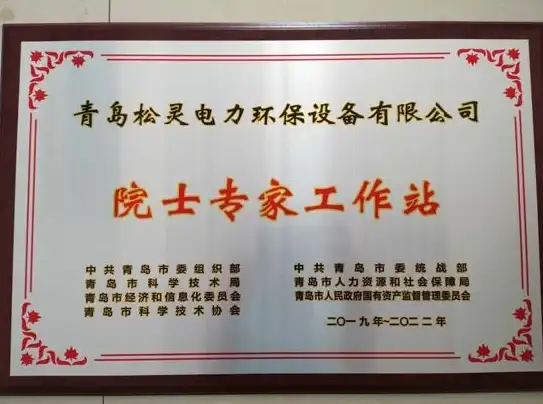 青岛松灵电力环保设备有限公司
院士专家工作站
中共青岛市委组织部
青岛市科学技术局
青岛市经济和信息化委员会
青岛市科学技术协会
中共青岛市委统战部
青岛市人力资源和社会保障局
青岛市人民政府国有资产监督管理委员会
二〇一九年~二〇二二年